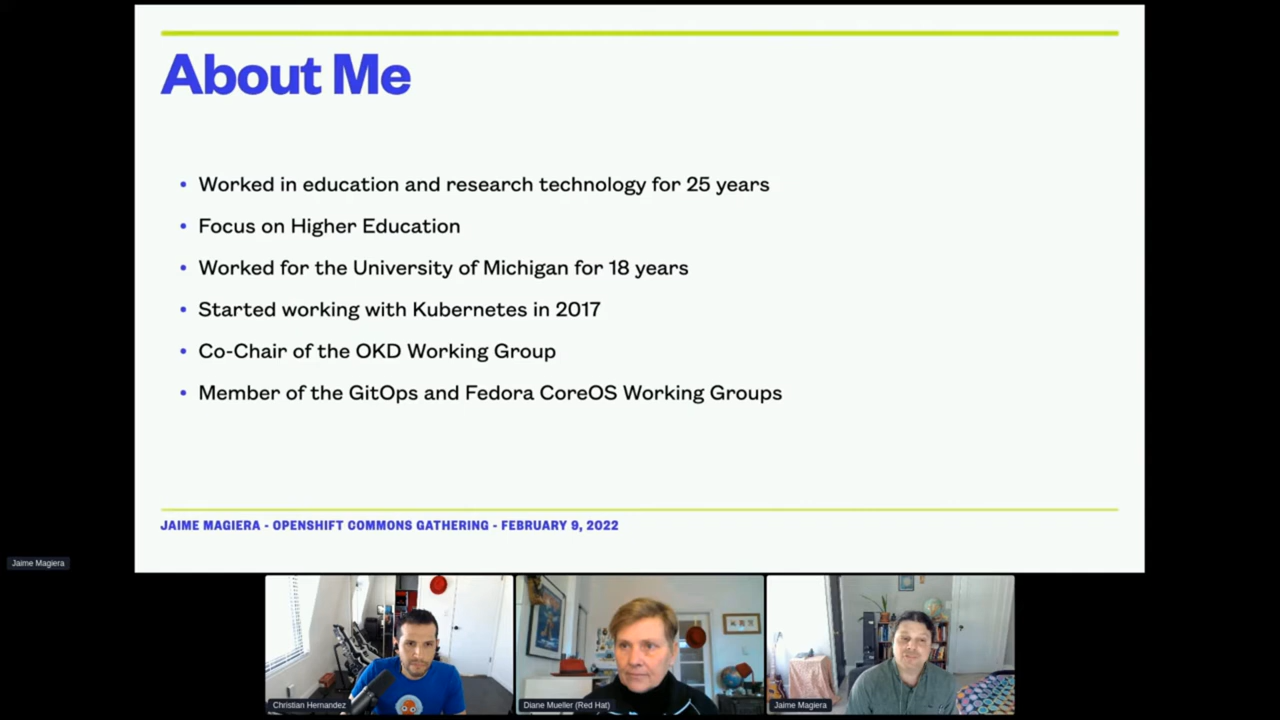 About Me
• Worked in education and research technology for 25 years
• Focus on Higher Education
• Worked for the University of Michigan for 18 years
• Started working with Kubernetes in 2017
• Co-Chair of the OKD Working Group
• Member of the GitOps and Fedora CoreOS Working Groups
JAIME MAGIERA - OPENSHIFT COMMONS GATHERING - FEBRUARY 9, 2022
Jaime Magiera
Christian Hernandez
Diane Mueller (Red Hat)
Jaime Magiera